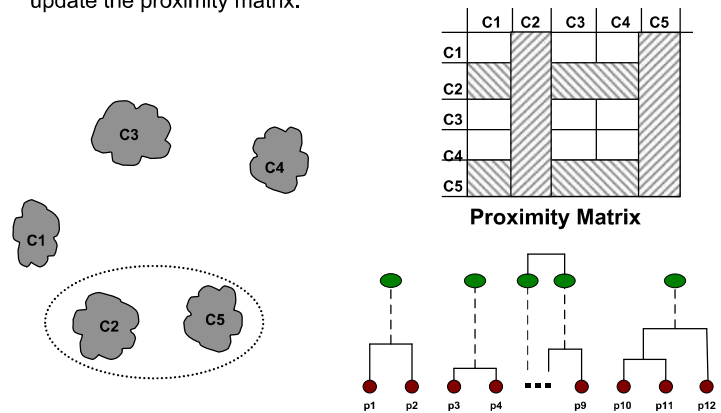 update the proximity matrix.
C1 C2 C3 C4 C5
C1
C2
C3
C4
C5
Proximity Matrix
C3
C4
C1
C2
C5
p1 p2 p3 p4 p9 p10 p11 p12